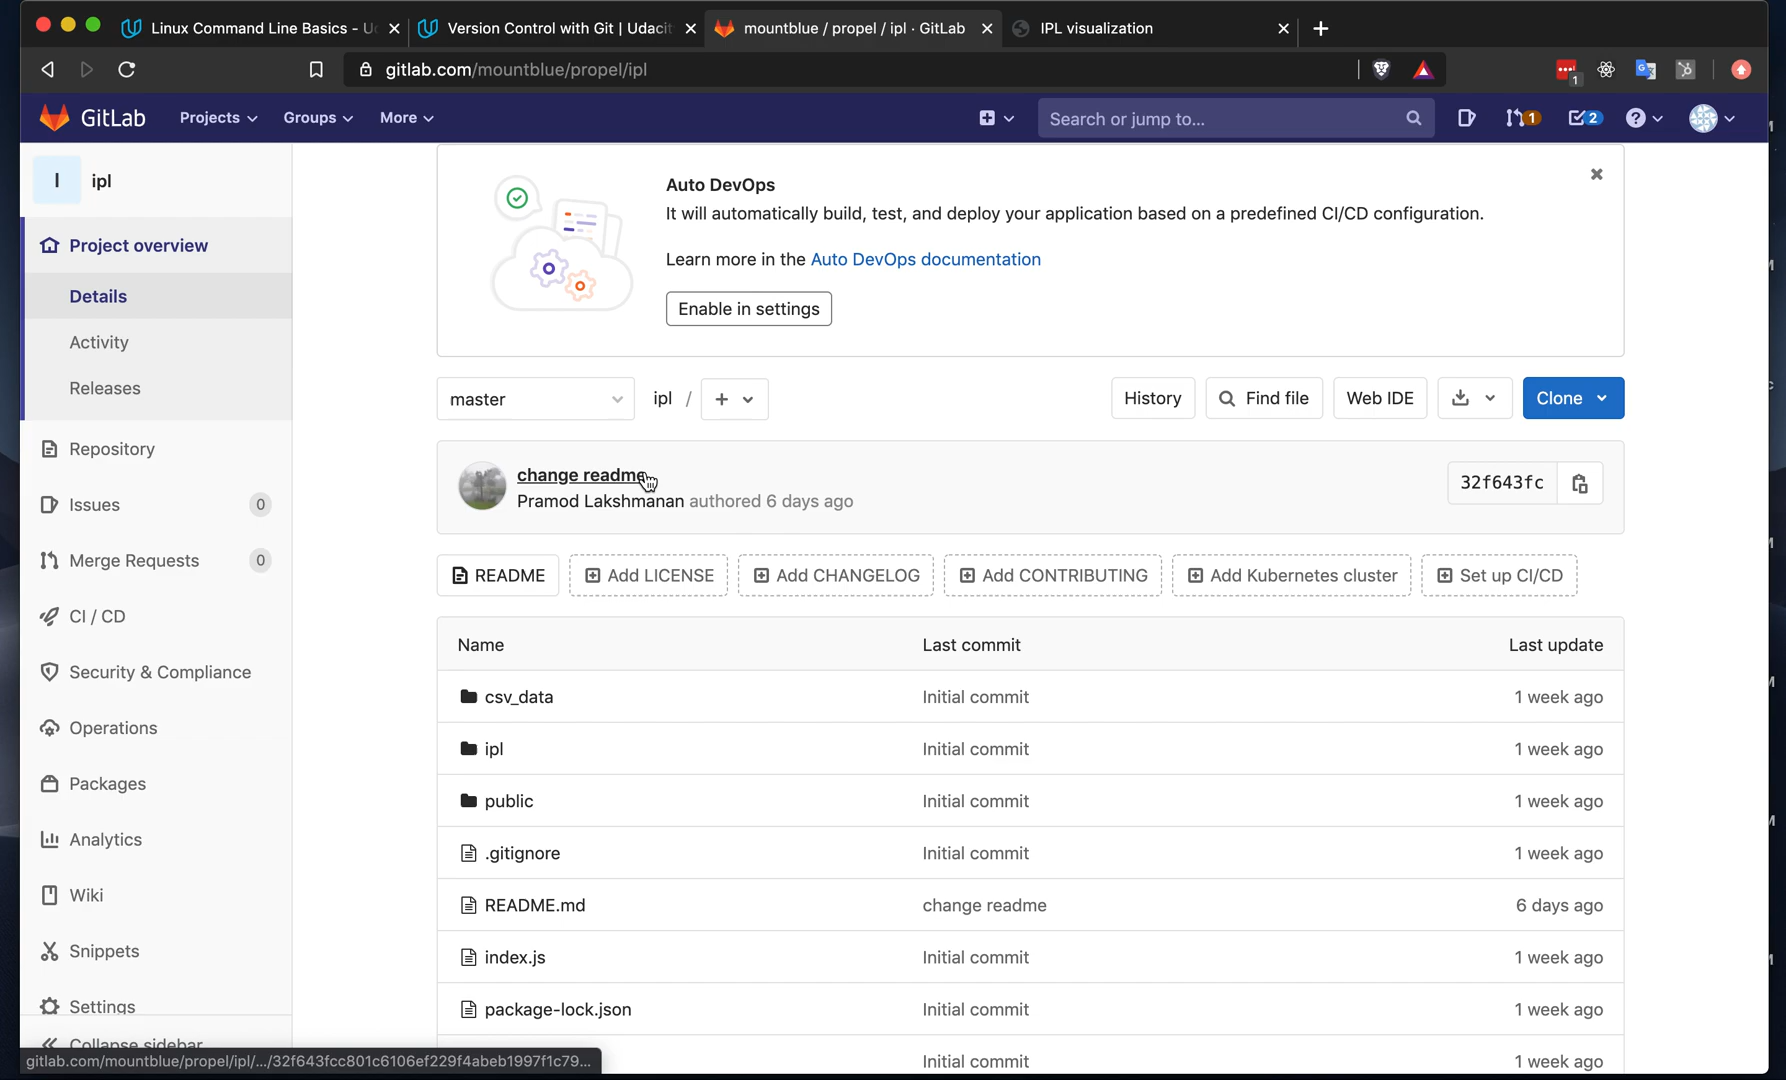 Linux Command Line Basics - Ud
Version Control with Git | Udacit
mountblue / propel / ipl · GitLab
IPL visualization
gitlab.com/mountblue/propel/ipl
1
GitLab
Projects
Groups
More
Search or jump to...
1
2
I ipl
Project overview
Details
Activity
Releases
Repository
Issues 0
Merge Requests 0
CI / CD
Security & Compliance
Operations
Packages
Analytics
Wiki
Snippets
Settings
Collapse sidebar
gitlab.com/mountblue/propel/ipl/.../32f643fcc801c6106ef229f4abeb1997f1c79...
Auto DevOps
It will automatically build, test, and deploy your application based on a predefined CI/CD configuration.
Learn more in the Auto DevOps documentation
Enable in settings
master ipl / +
History
Find file
Web IDE
Clone
change readme
Pramod Lakshmanan authored 6 days ago
32f643fc
README
Add LICENSE
Add CHANGELOG
Add CONTRIBUTING
Add Kubernetes cluster
Set up CI/CD
Name Last commit Last update
csv_data Initial commit 1 week ago
ipl Initial commit 1 week ago
public Initial commit 1 week ago
.gitignore Initial commit 1 week ago
README.md change readme 6 days ago
index.js Initial commit 1 week ago
package-lock.json Initial commit 1 week ago
Initial commit 1 week ago